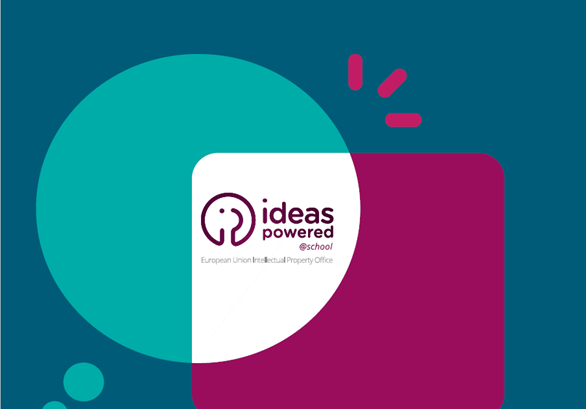 ideas
powered
@school
European Union Intellectual Property Office